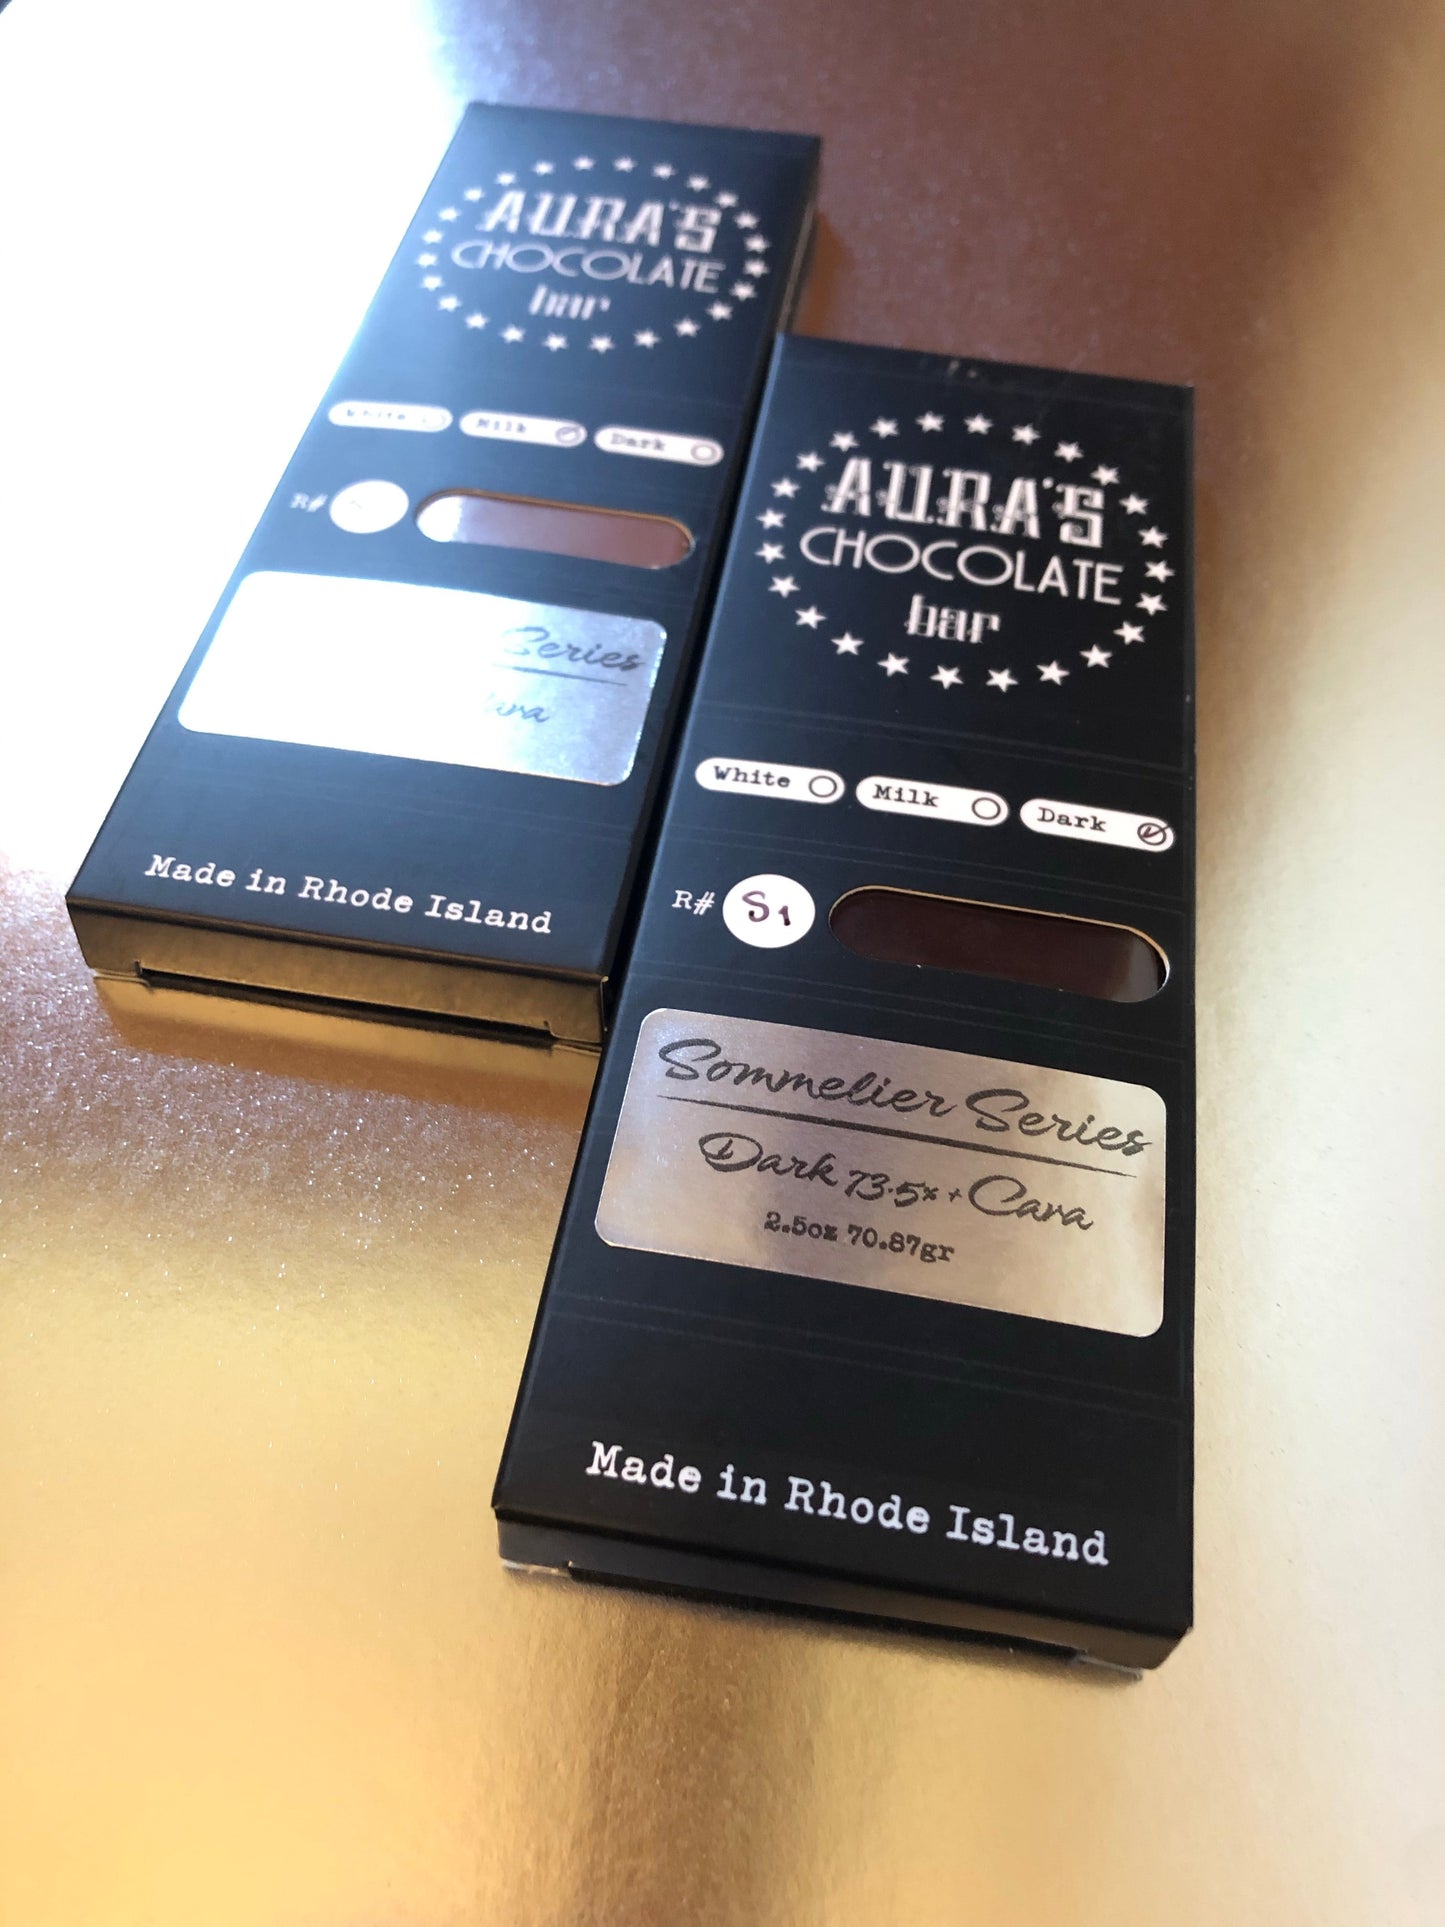 AURA'S
CHOCOLATE
bar
White Milk Dark
R#
Series
Made in Rhode Island
AURA'S
CHOCOLATE
bar
White Milk Dark
R# S1
Sommelier Series
Dark 73.5% + Cara
2.5oz 70.87gr
Made in Rhode Island